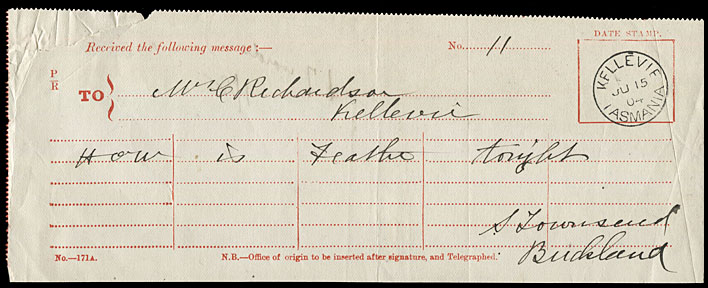 Received the following message :—
No. 11
DATE STAMP.
P
R
TO
Mr C Richardson
Kellevie
KELLEVIE
JU 15
04
TASMANIA
How is tonight
S Townsend
Buckland
No.—171A.
N.B.—Office of origin to be inserted after signature, and Telegraphed.